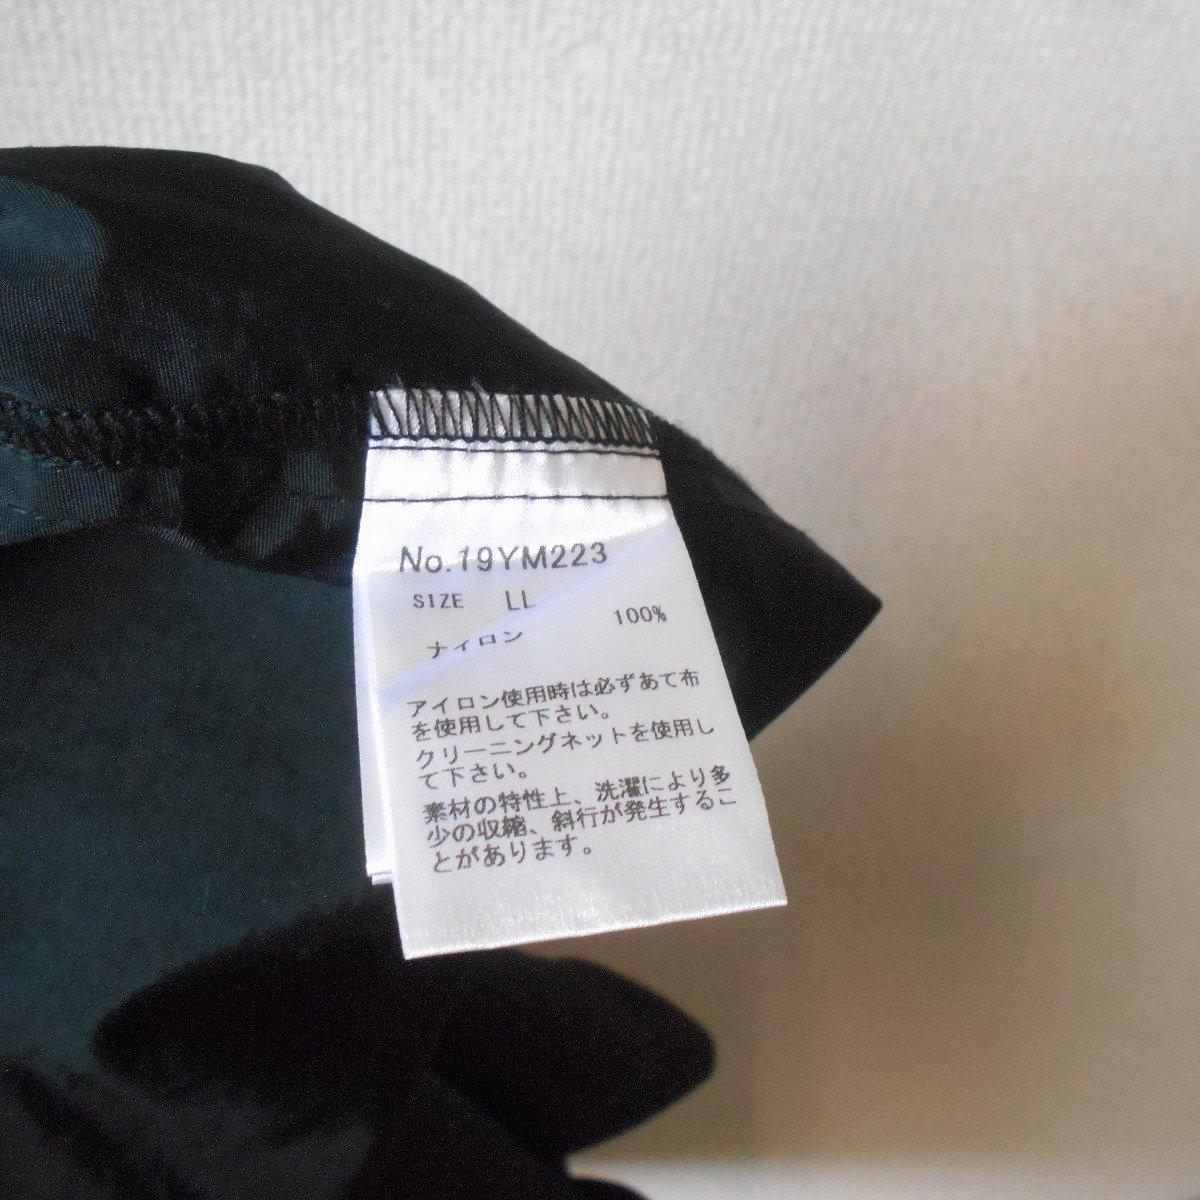 No.19YM223
SIZE LL
ナイロン 100%
アイロン使用時は必ずあて布
を使用して下さい。
クリーニングネットを使用し
て下さい。
素材の特性上、洗濯により多
少の収縮、斜行が発生するこ
とがあります。